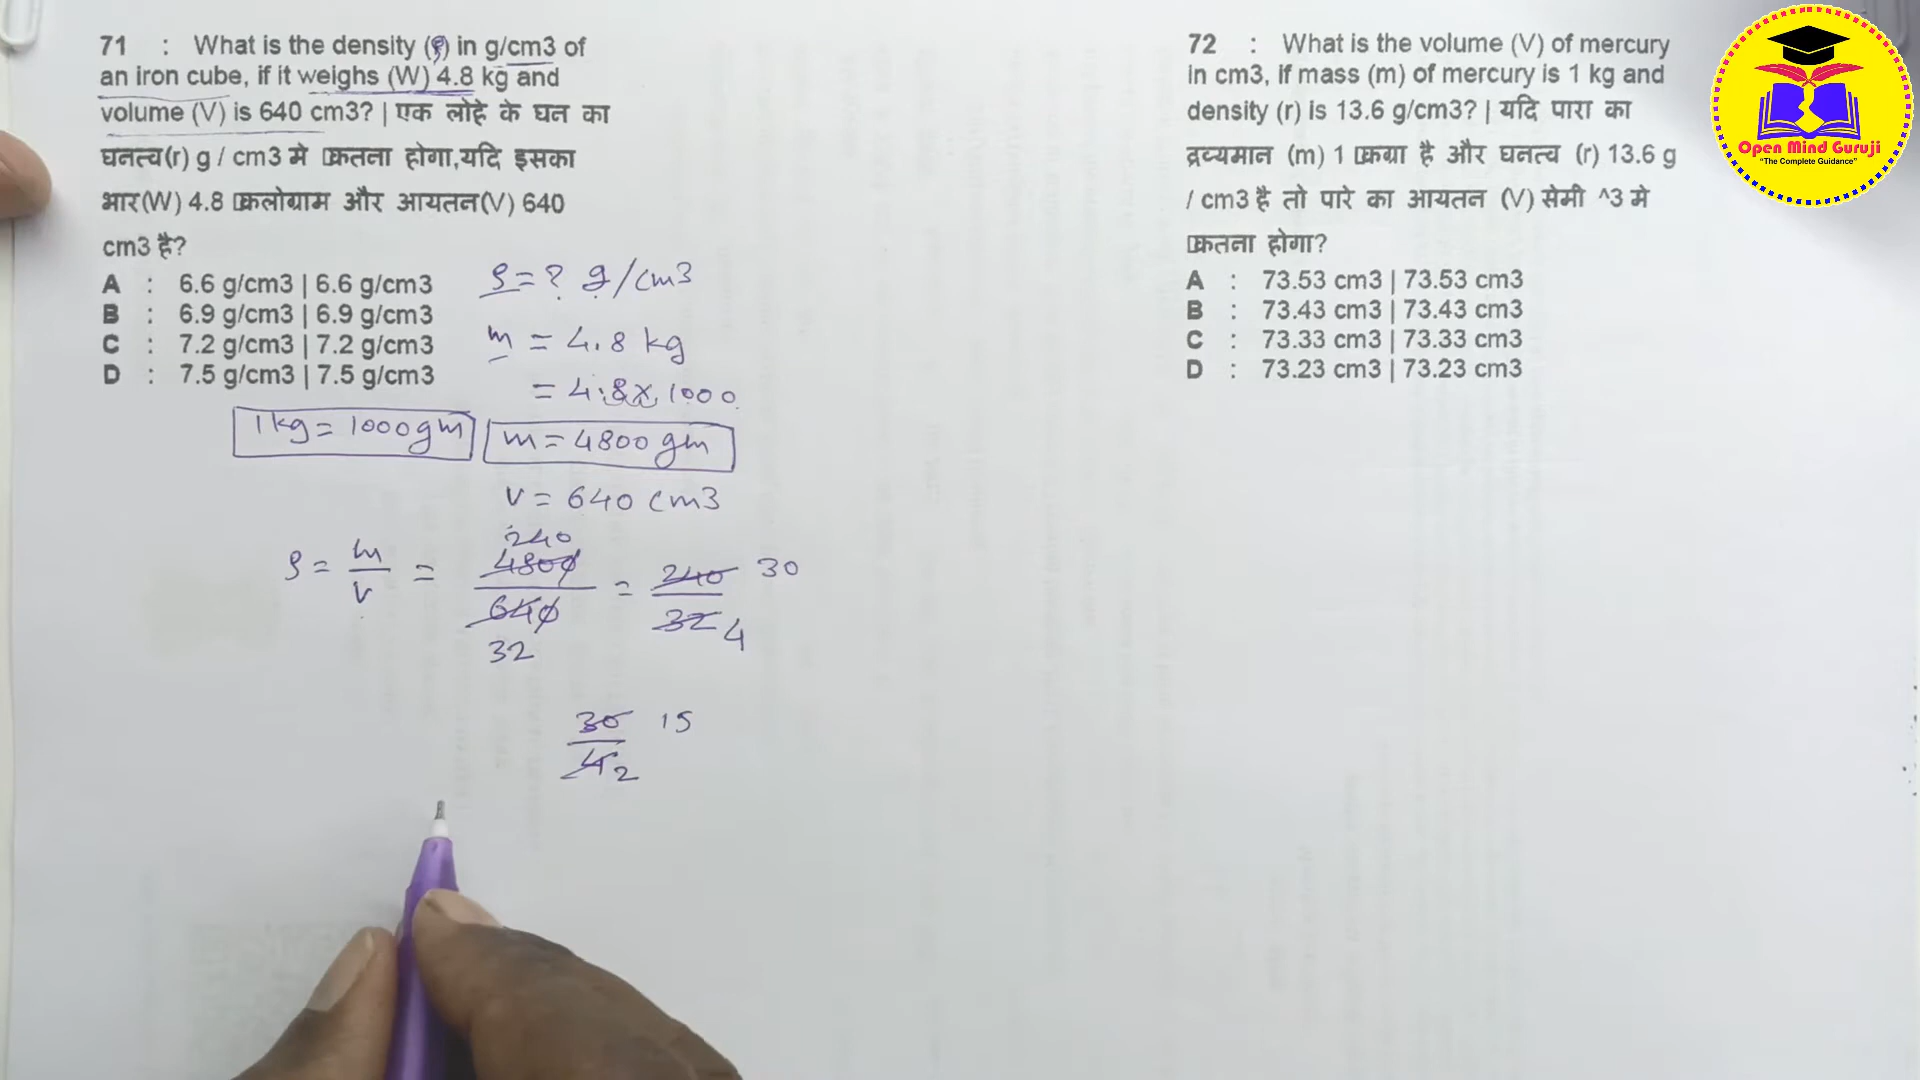 71 : What is the density (ρ) in g/cm3 of
an iron cube, if it weighs (W) 4.8 kg and
volume (V) is 640 cm3? | एक लोहे के घन का
घनत्व(r) g / cm3 मे कितना होगा,यदि इसका
भार(W) 4.8 किलोग्राम और आयतन(V) 640
cm3 है?
A : 6.6 g/cm3 | 6.6 g/cm3
B : 6.9 g/cm3 | 6.9 g/cm3
C : 7.2 g/cm3 | 7.2 g/cm3
D : 7.5 g/cm3 | 7.5 g/cm3
ρ = ? g/cm3
m = 4.8 kg
= 4.8 x 1000
1kg = 1000gm
m = 4800 gm
v = 640 cm3
240
ρ = m/v = 4800/640 = 240/32 30
32
4
30/4 15
2
72 : What is the volume (V) of mercury
in cm3, if mass (m) of mercury is 1 kg and
density (r) is 13.6 g/cm3? | यदि पारा का
द्रव्यमान (m) 1 किग्रा है और घनत्व (r) 13.6 g
/ cm3 है तो पारे का आयतन (V) सेमी ^3 मे
कितना होगा?
A : 73.53 cm3 | 73.53 cm3
B : 73.43 cm3 | 73.43 cm3
C : 73.33 cm3 | 73.33 cm3
D : 73.23 cm3 | 73.23 cm3
Open Mind Guruji
"The Complete Guidance"